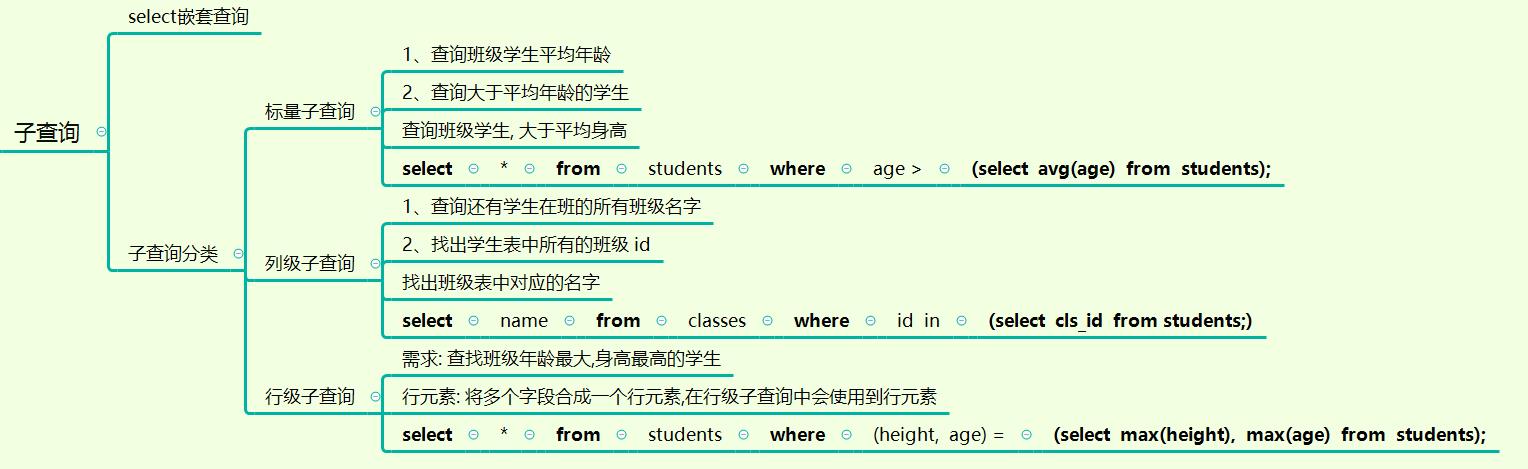 子查询
select嵌套查询
子查询分类
标量子查询
1、查询班级学生平均年龄
2、查询大于平均年龄的学生
查询班级学生, 大于平均身高
select * from students where age > (select avg(age) from students);
列级子查询
1、查询还有学生在班的所有班级名字
2、找出学生表中所有的班级 id
找出班级表中对应的名字
select name from classes where id in (select cls_id from students;)
行级子查询
需求: 查找班级年龄最大,身高最高的学生
行元素: 将多个字段合成一个行元素,在行级子查询中会使用到行元素
select * from students where (height, age) = (select max(height), max(age) from students);